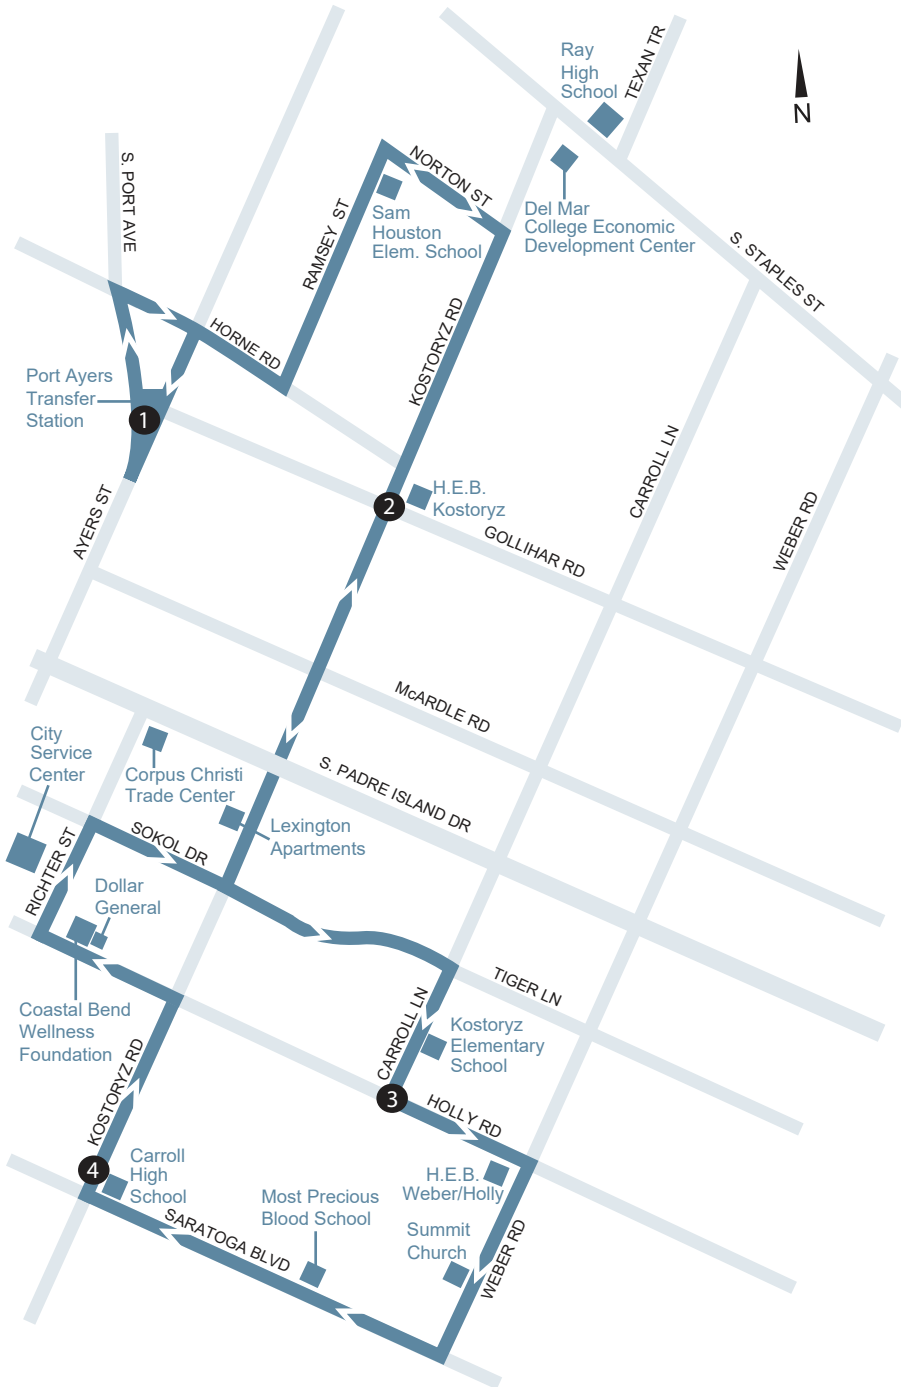 Ray
High
School
TEXAN TR
N
S. PORT AVE
NORTON ST
RAMSEY ST
Sam
Houston
Elem. School
Del Mar
College Economic
Development Center
S. STAPLES ST
HORNE RD
KOSTORYZ RD
Port Ayers
Transfer
Station
1
CARROLL LN
WEBER RD
AYERS ST
2
H.E.B.
Kostoryz
GOLLIHAR RD
McARDLE RD
City
Service
Center
Corpus Christi
Trade Center
S. PADRE ISLAND DR
Lexington
Apartments
SOKOL DR
RICHTER ST
Dollar
General
TIGER LN
Coastal Bend
Wellness
Foundation
CARROLL LN
Kostoryz
Elementary
School
KOSTORYZ RD
3
HOLLY RD
4
Carroll
High
School
H.E.B.
Weber/Holly
Most Precious
Blood School
SARATOGA BLVD
Summit
Church
WEBER RD